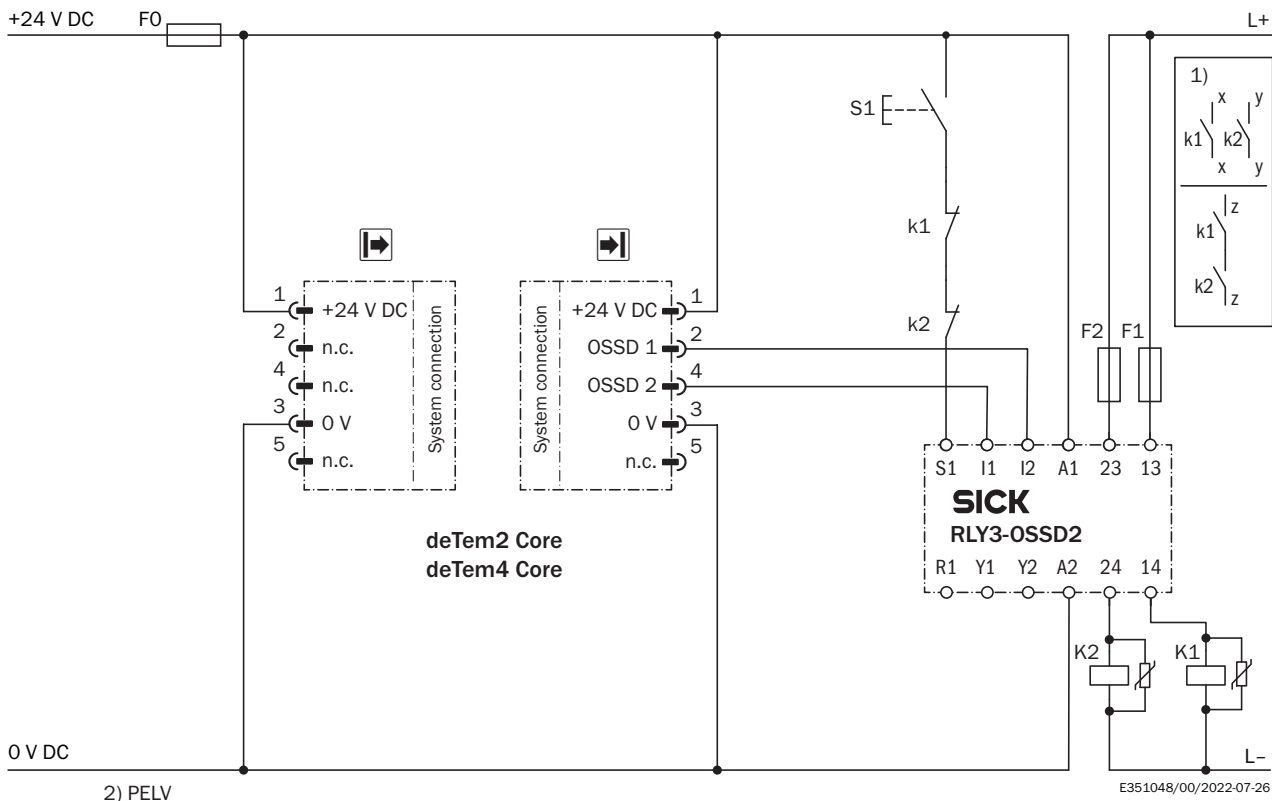 +24 V DC F0 L+
1)
x y
k1 k2
x y
z
k1
k2
z
S1
k1
k2
F2 F1
1 +24 V DC
2 n.c.
4 n.c.
3 0 V
5 n.c.
System connection
System connection
+24 V DC 1
OSSD 1 2
OSSD 2 4
0 V 3
n.c. 5
deTem2 Core
deTem4 Core
S1 I1 I2 A1 23 13
SICK
RLY3-OSSD2
R1 Y1 Y2 A2 24 14
K2 K1
0 V DC L–
2) PELV
E351048/00/2022-07-26